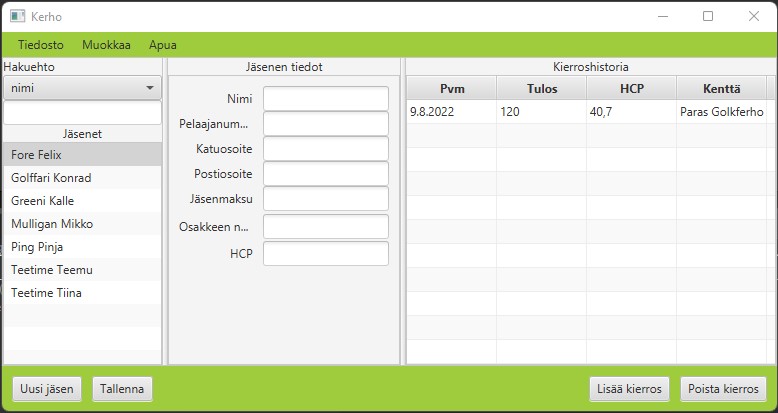 Kerho
Tiedosto Muokkaa Apua
Hakuehto
nimi
Jäsenet
Fore Felix
Golffari Konrad
Greeni Kalle
Mulligan Mikko
Ping Pinja
Teetime Teemu
Teetime Tiina
Jäsenen tiedot
Nimi
Pelaajanum...
Katuosoite
Postiosoite
Jäsenmaksu
Osakkeen n...
HCP
Kierroshistoria
Pvm Tulos HCP Kenttä
9.8.2022 120 40,7 Paras Golkferho
Uusi jäsen Tallenna Lisää kierros Poista kierros